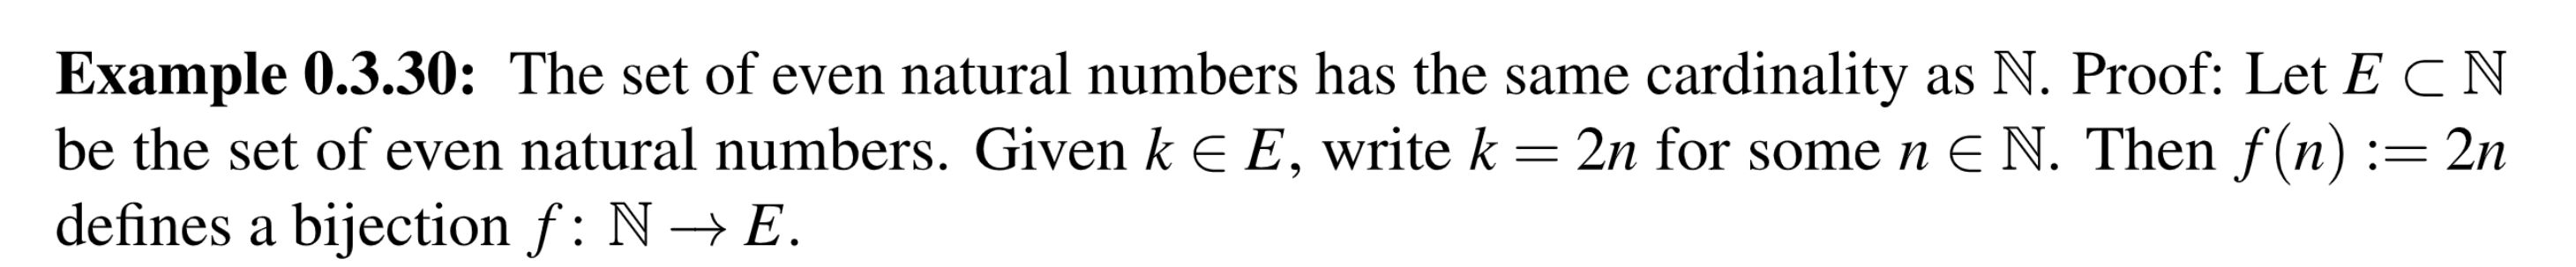 Example 0.3.30: The set of even natural numbers has the same cardinality as ℕ. Proof: Let E ⊂ ℕ
be the set of even natural numbers. Given k ∈ E, write k = 2n for some n ∈ ℕ. Then f(n) := 2n
defines a bijection f : ℕ → E.